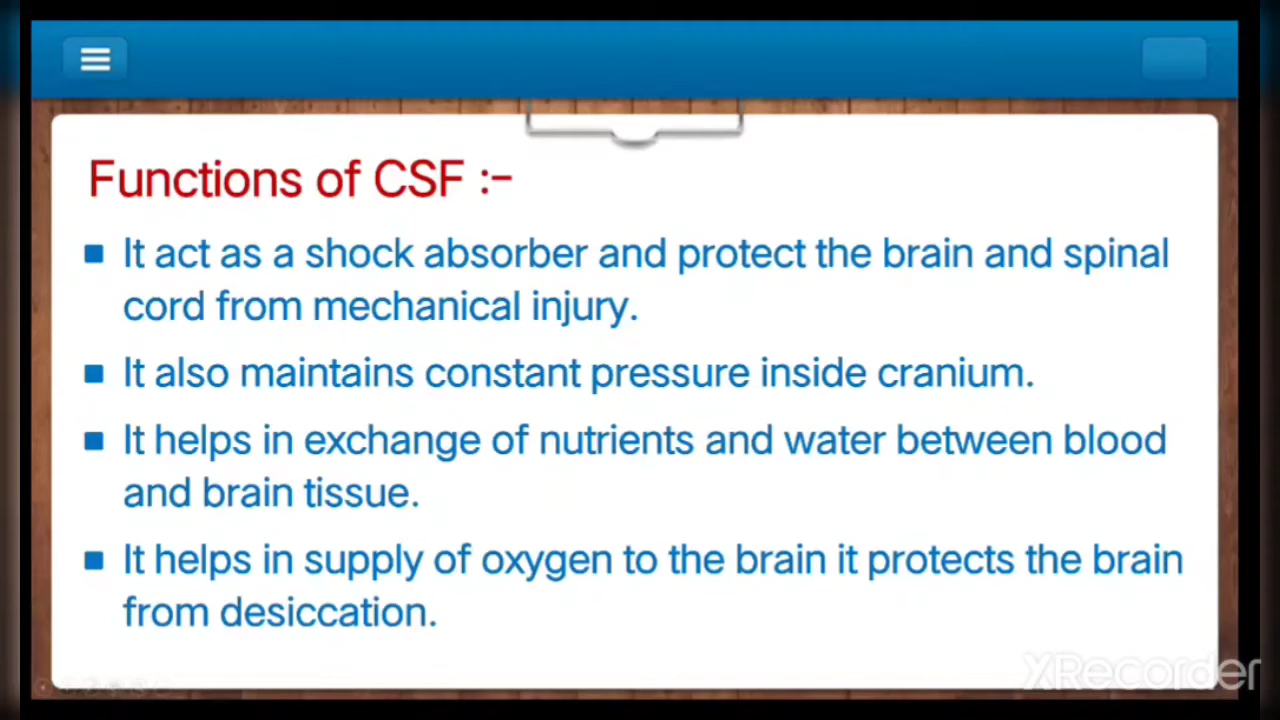 Functions of CSF :-
■ It act as a shock absorber and protect the brain and spinal
cord from mechanical injury.
■ It also maintains constant pressure inside cranium.
■ It helps in exchange of nutrients and water between blood
and brain tissue.
■ It helps in supply of oxygen to the brain it protects the brain
from desiccation.
XRecorder